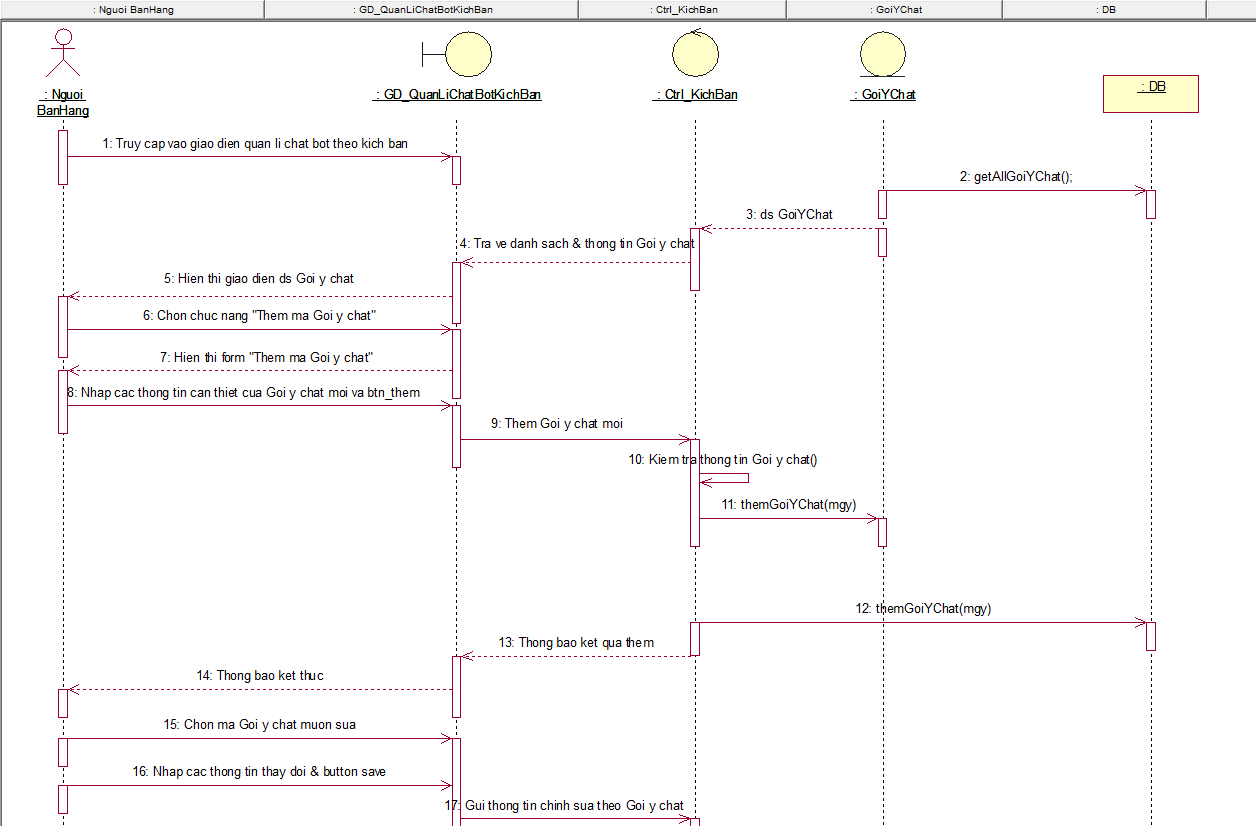 : Nguoi BanHang
: GD_QuanLiChatBotKichBan
: Ctrl_KichBan
: GoiYChat
: DB
: Nguoi
BanHang
: GD_QuanLiChatBotKichBan
: Ctrl_KichBan
: GoiYChat
: DB
1: Truy cap vao giao dien quan li chat bot theo kich ban
2: getAllGoiYChat();
3: ds GoiYChat
4: Tra ve danh sach & thong tin Goi y chat
5: Hien thi giao dien ds Goi y chat
6: Chon chuc nang "Them ma Goi y chat"
7: Hien thi form "Them ma Goi y chat"
8: Nhap cac thong tin can thiet cua Goi y chat moi va btn_them
9: Them Goi y chat moi
10: Kiem tra thong tin Goi y chat()
11: themGoiYChat(mgy)
12: themGoiYChat(mgy)
13: Thong bao ket qua them
14: Thong bao ket thuc
15: Chon ma Goi y chat muon sua
16: Nhap cac thong tin thay doi & button save
17: Gui thong tin chinh sua theo Goi y chat